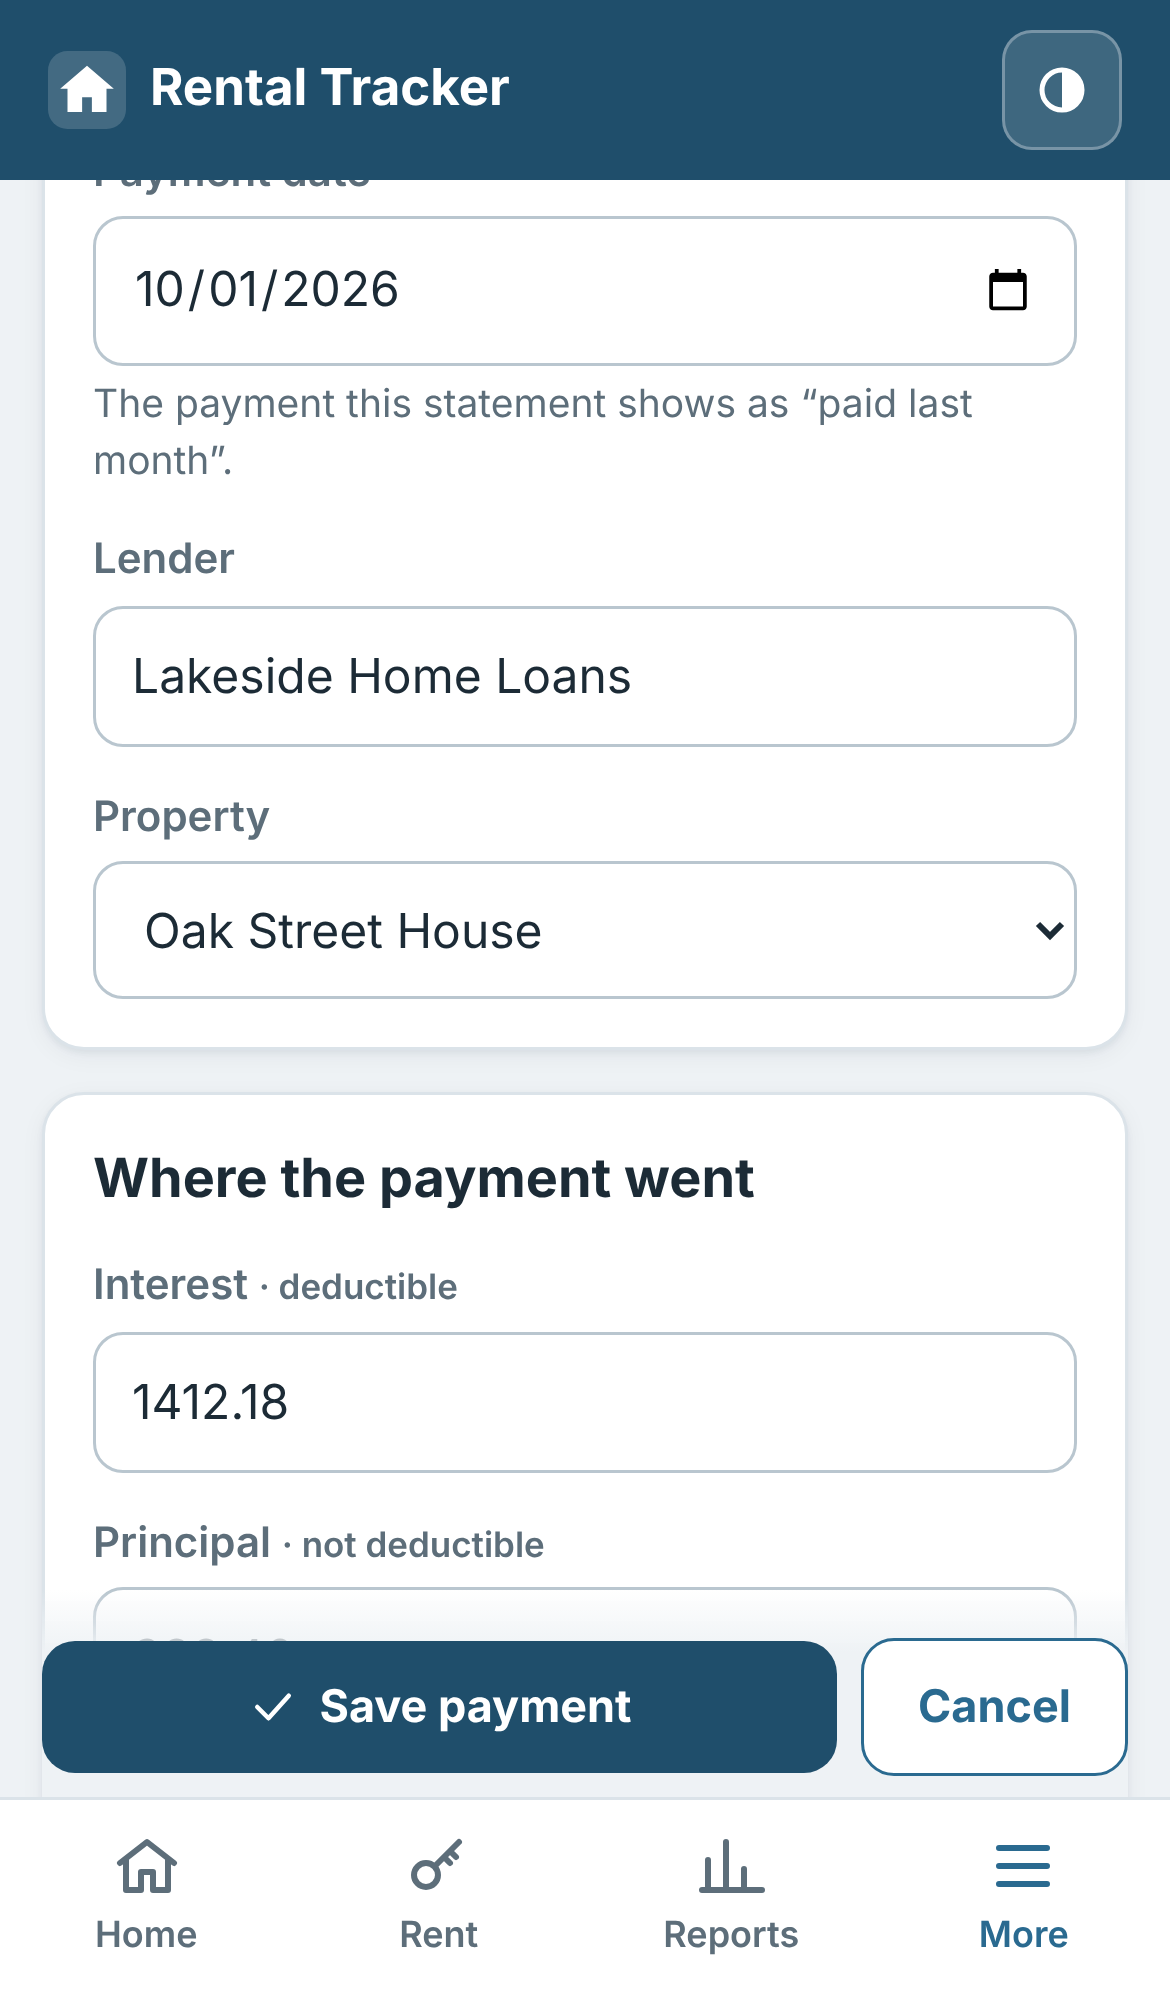 Rental Tracker
Payment date
10/01/2026
The payment this statement shows as “paid last
month”.
Lender
Lakeside Home Loans
Property
Oak Street House
Where the payment went
Interest · deductible
1412.18
Principal · not deductible
Save payment
Cancel
Home
Rent
Reports
More